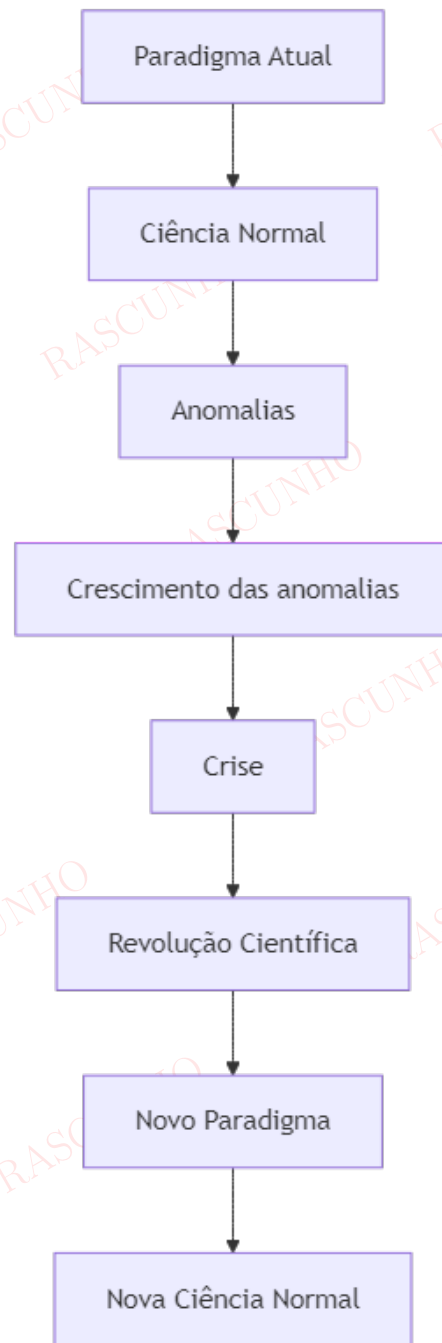 Paradigma Atual
Ciência Normal
RASCUNHO
Anomalias
Crescimento das anomalias
Crise
Revolução Científica
Novo Paradigma
Nova Ciência Normal